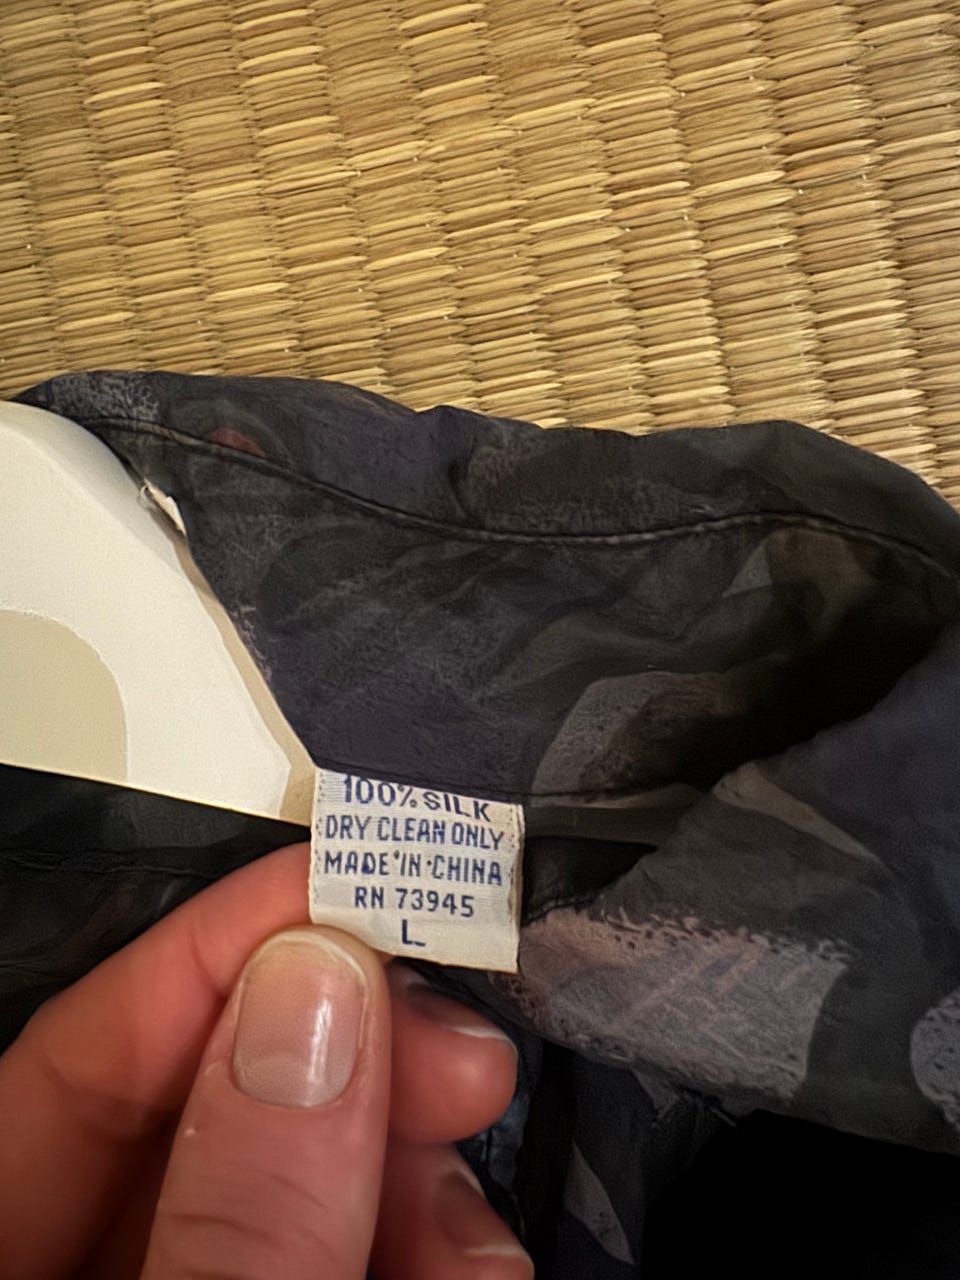 100% SILK
DRY CLEAN ONLY
MADE IN CHINA
RN 73945
L